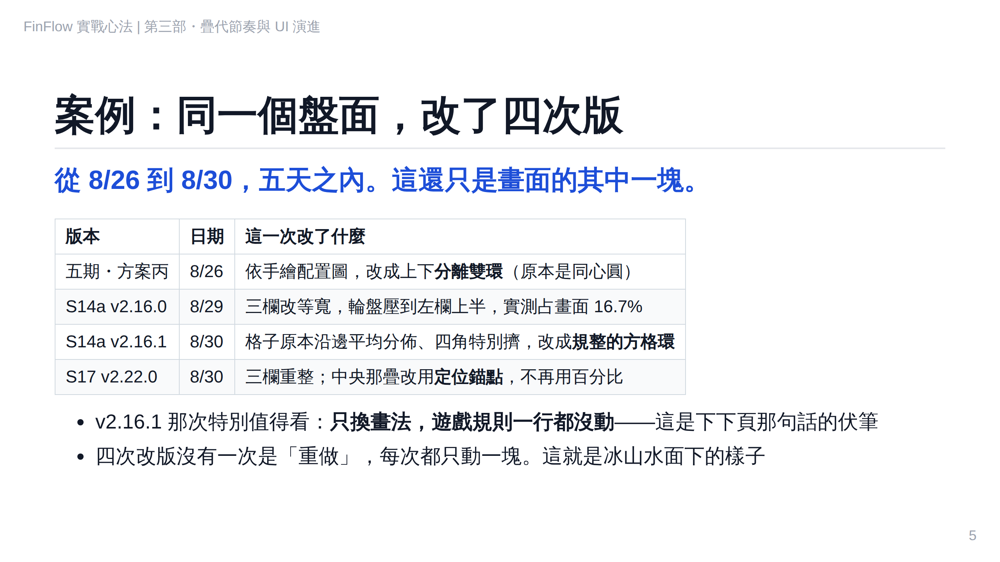 FinFlow 實戰心法 | 第三部・疊代節奏與 UI 演進
案例：同一個盤面，改了四次版
從 8/26 到 8/30，五天之內。這還只是畫面的其中一塊。
版本 日期 這一次改了什麼
五期・方案丙 8/26 依手繪配置圖，改成上下分離雙環（原本是同心圓）
S14a v2.16.0 8/29 三欄改等寬，輪盤壓到左欄上半，實測占畫面 16.7%
S14a v2.16.1 8/30 格子原本沿邊平均分佈、四角特別擠，改成規整的方格環
S17 v2.22.0 8/30 三欄重整；中央那疊改用定位錨點，不再用百分比
• v2.16.1 那次特別值得看：只換畫法，遊戲規則一行都沒動——這是下下頁那句話的伏筆
• 四次改版沒有一次是「重做」，每次都只動一塊。這就是冰山水面下的樣子
5